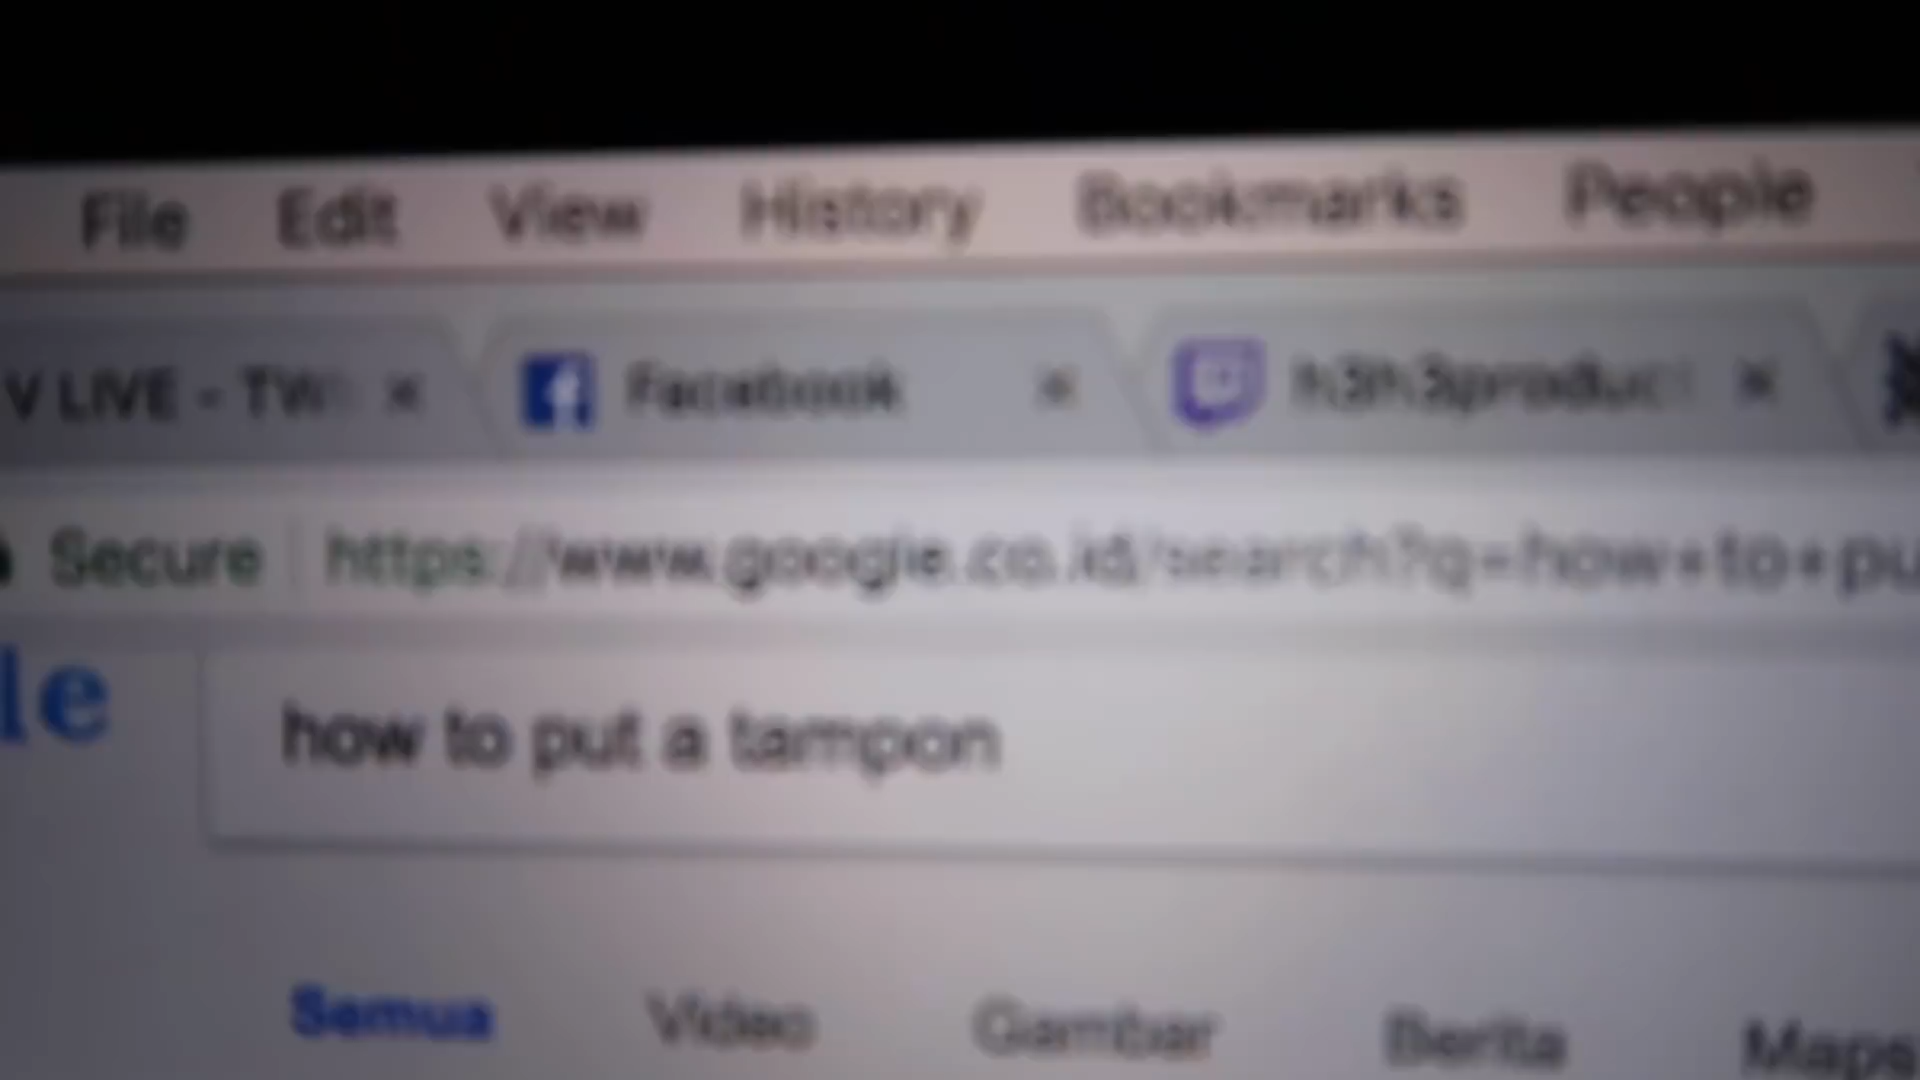 File Edit View History Bookmarks People
V LIVE - TW Facebook h3h3product
Secure https://www.google.co.id/search?q=how+to+pu
le how to put a tampon
Semua Video Gambar Berita Maps